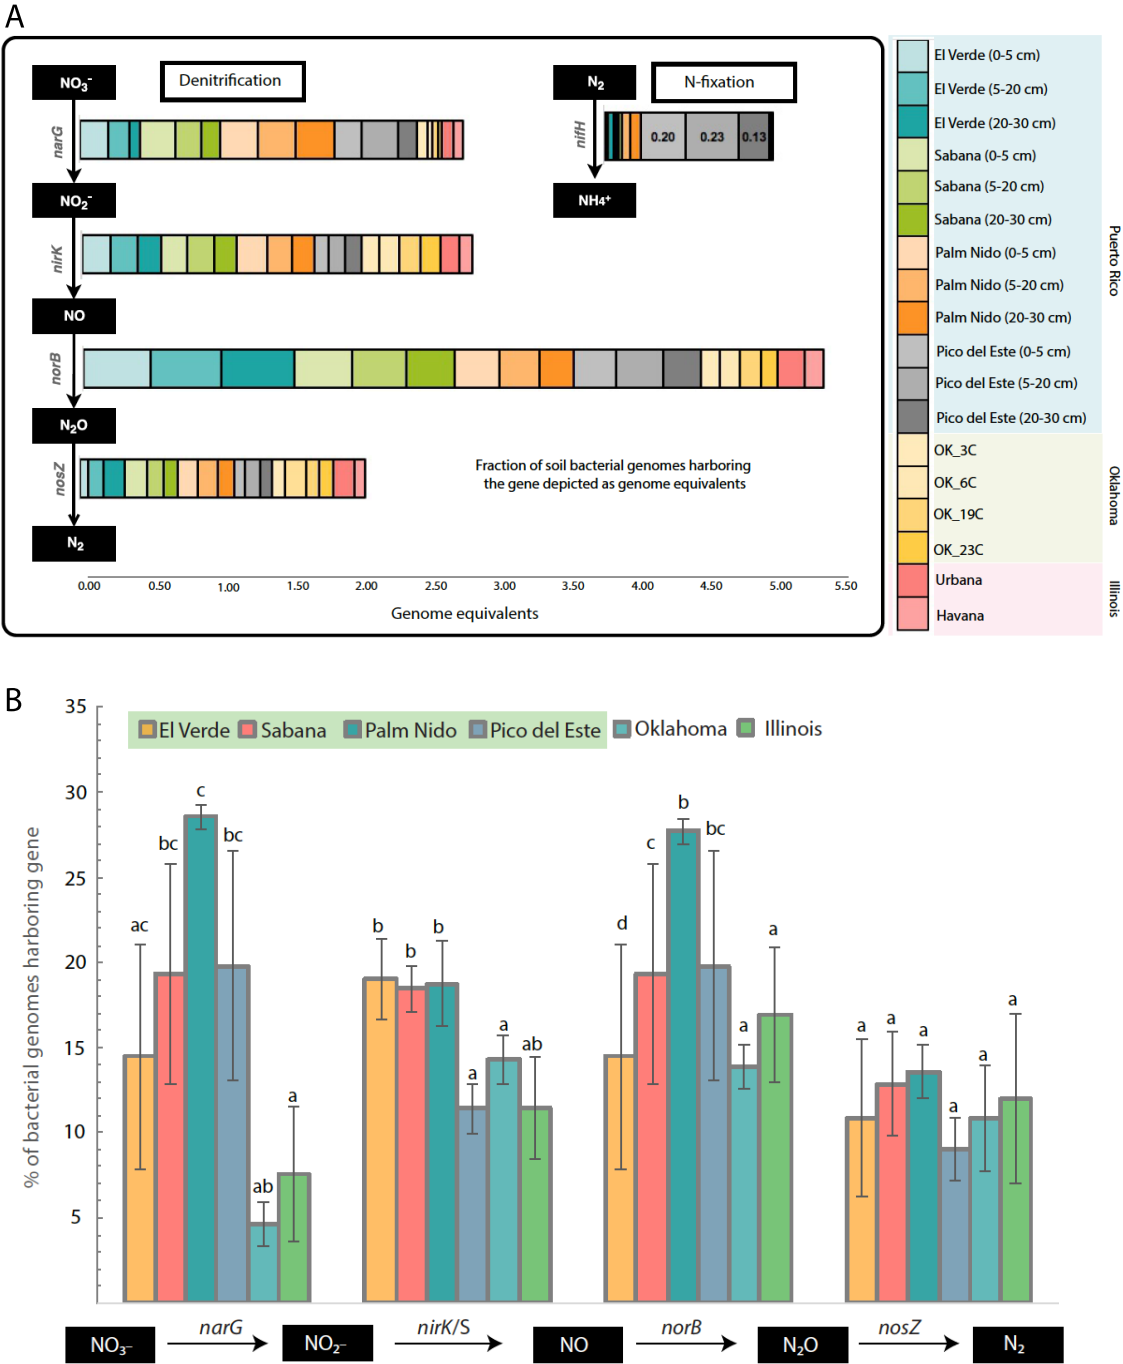 A
NO₃⁻
Denitrification
N₂
N-fixation
narG
nifH
0.20
0.23
0.13
NO₂⁻
NH₄⁺
nirK
NO
norB
N₂O
nosZ
Fraction of soil bacterial genomes harboring
the gene depicted as genome equivalents
N₂
0.00 0.50 1.00 1.50 2.00 2.50 3.00 3.50 4.00 4.50 5.00 5.50
Genome equivalents
El Verde (0-5 cm)
El Verde (5-20 cm)
El Verde (20-30 cm)
Sabana (0-5 cm)
Sabana (5-20 cm)
Sabana (20-30 cm)
Palm Nido (0-5 cm)
Palm Nido (5-20 cm)
Palm Nido (20-30 cm)
Pico del Este (0-5 cm)
Pico del Este (5-20 cm)
Pico del Este (20-30 cm)
OK_3C
OK_6C
OK_19C
OK_23C
Urbana
Havana
Puerto Rico
Oklahoma
Illinois
B
El Verde Sabana Palm Nido Pico del Este Oklahoma Illinois
% of bacterial genomes harboring gene
35
30
25
20
15
10
5
ac bc c bc ab a
b b b a a ab
d c b bc a a
a a a a a a
NO₃₋ narG NO₂₋ nirK/S NO norB N₂O nosZ N₂